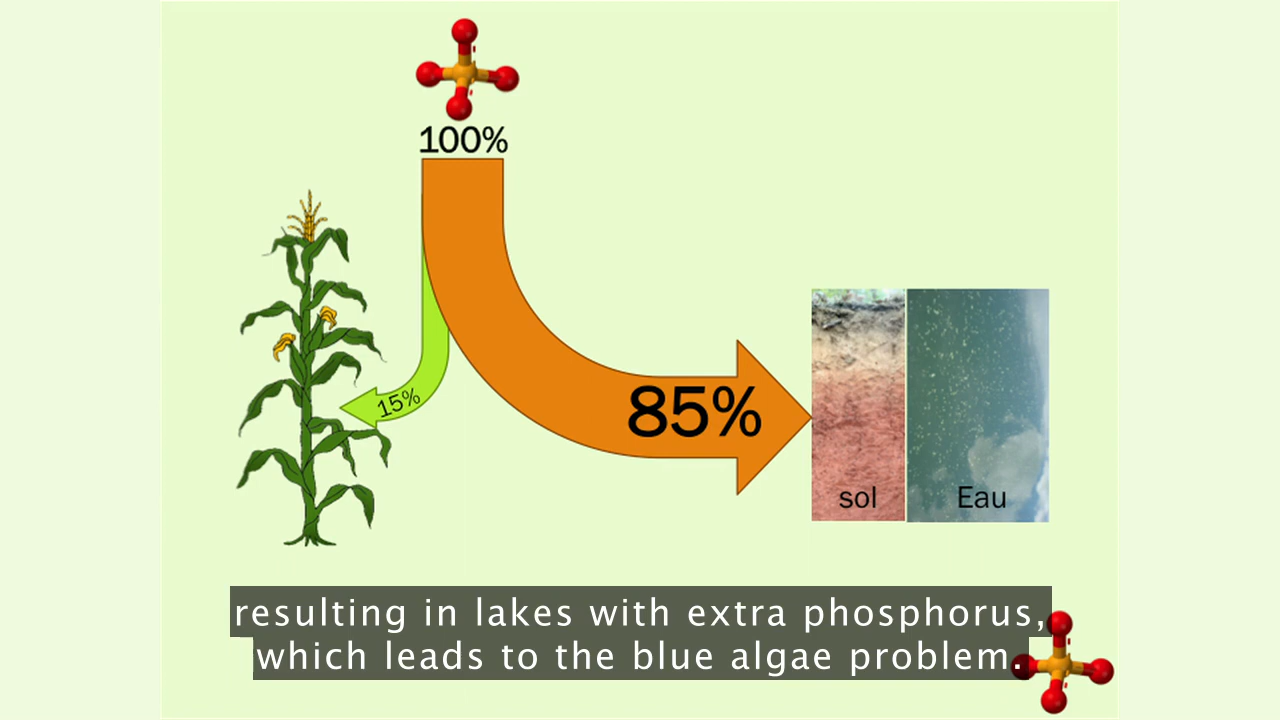 100%
15%
85%
sol
Eau
resulting in lakes with extra phosphorus,
which leads to the blue algae problem.